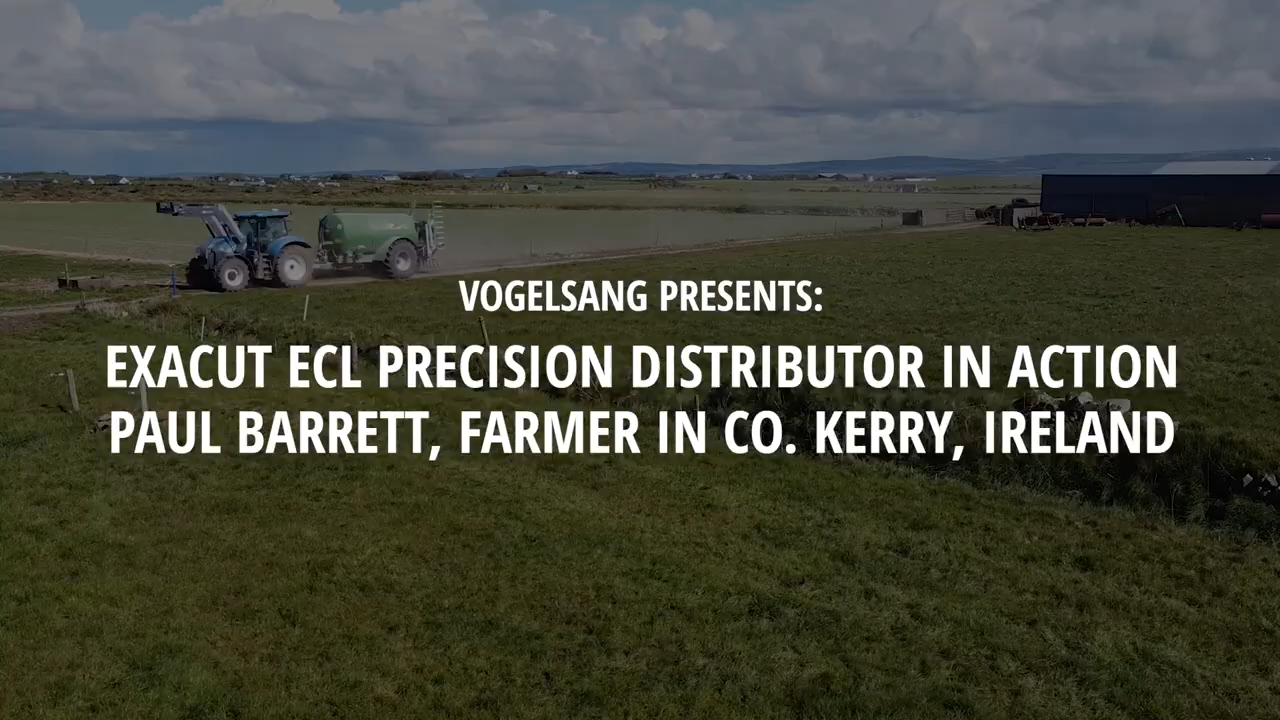 VOGELSANG PRESENTS:
EXACUT ECL PRECISION DISTRIBUTOR IN ACTION
PAUL BARRETT, FARMER IN CO. KERRY, IRELAND